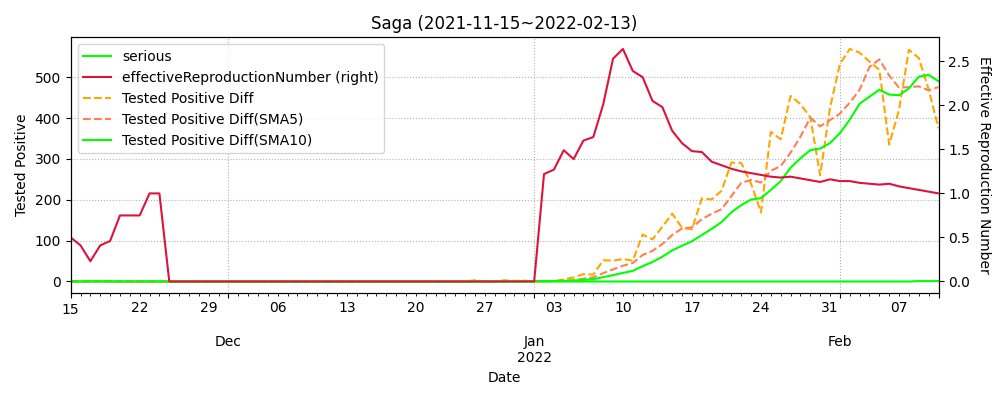 Saga (2021-11-15~2022-02-13)
serious
effectiveReproductionNumber (right)
Tested Positive Diff
Tested Positive Diff(SMA5)
Tested Positive Diff(SMA10)
Tested Positive
500
400
300
200
100
0
Effective Reproduction Number
2.5
2.0
1.5
1.0
0.5
0.0
15 22 29 06 13 20 27 03 10 17 24 31 07
Dec Jan Feb
2022
Date